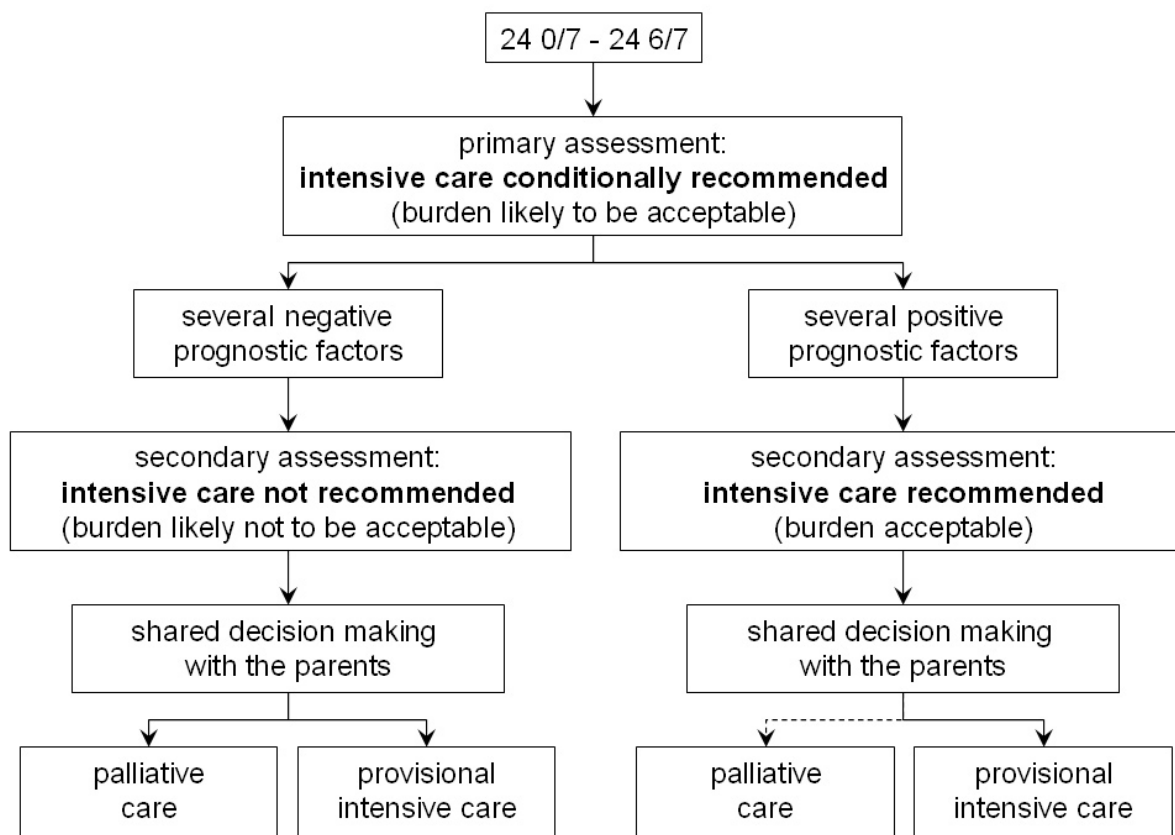 24 0/7 - 24 6/7
primary assessment:
intensive care conditionally recommended
(burden likely to be acceptable)
several negative
prognostic factors
several positive
prognostic factors
secondary assessment:
intensive care not recommended
(burden likely not to be acceptable)
secondary assessment:
intensive care recommended
(burden acceptable)
shared decision making
with the parents
shared decision making
with the parents
palliative
care
provisional
intensive care
palliative
care
provisional
intensive care